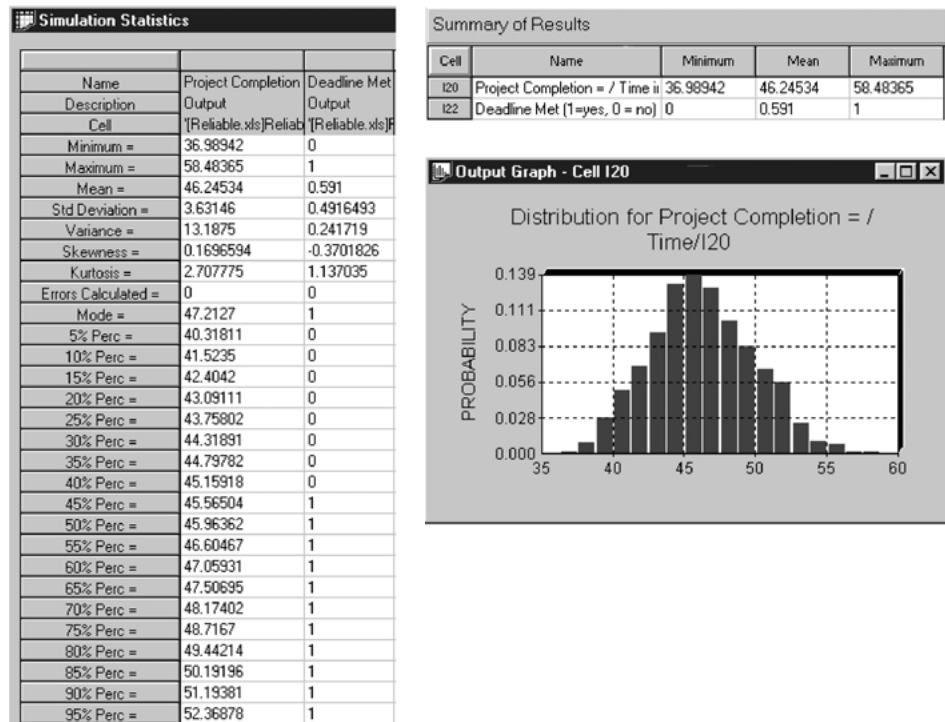 Simulation Statistics
Name Project Completion Deadline Met
Description Output Output
Cell '[Reliable.xls]Reliab '[Reliable.xls]F
Minimum = 36.98942 0
Maximum = 58.48365 1
Mean = 46.24534 0.591
Std Deviation = 3.63146 0.4916493
Variance = 13.1875 0.241719
Skewness = 0.1696594 -0.3701826
Kurtosis = 2.707775 1.137035
Errors Calculated = 0 0
Mode = 47.2127 1
5% Perc = 40.31811 0
10% Perc = 41.5235 0
15% Perc = 42.4042 0
20% Perc = 43.09111 0
25% Perc = 43.75802 0
30% Perc = 44.31891 0
35% Perc = 44.79782 0
40% Perc = 45.15918 0
45% Perc = 45.56504 1
50% Perc = 45.96362 1
55% Perc = 46.60467 1
60% Perc = 47.05931 1
65% Perc = 47.50695 1
70% Perc = 48.17402 1
75% Perc = 48.7167 1
80% Perc = 49.44214 1
85% Perc = 50.19196 1
90% Perc = 51.19381 1
95% Perc = 52.36878 1
Summary of Results
Cell Name Minimum Mean Maximum
I20 Project Completion = / Time ii 36.98942 46.24534 58.48365
I22 Deadline Met (1=yes, 0 = no) 0 0.591 1
Output Graph - Cell I20
Distribution for Project Completion = /
Time/I20
PROBABILITY
0.139
0.111
0.083
0.056
0.028
0.000
35 40 45 50 55 60